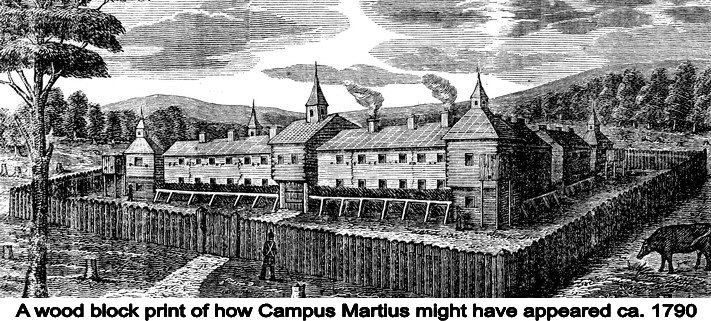 A wood block print of how Campus Martius might have appeared ca. 1790